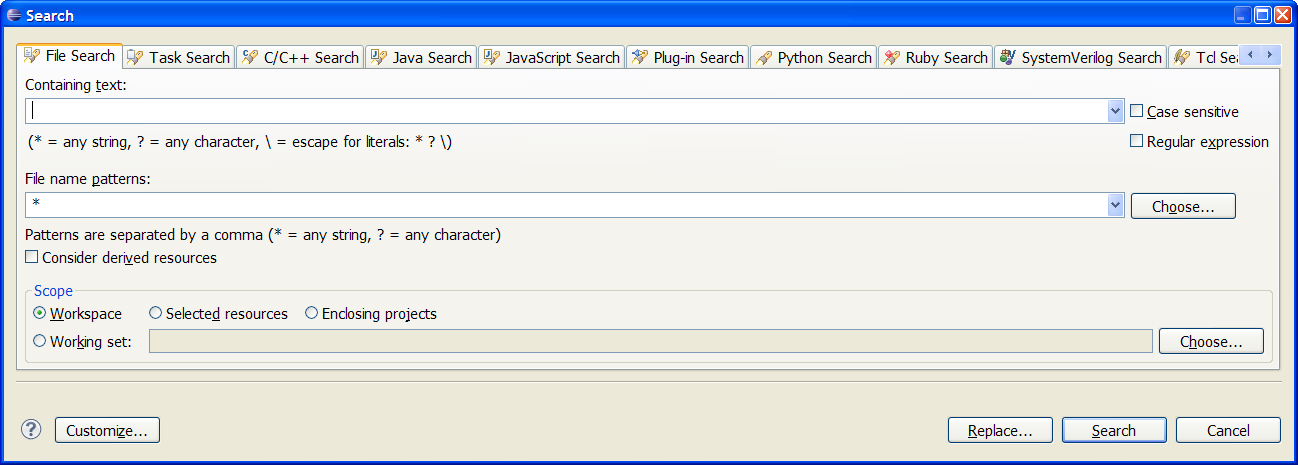 Search
File Search Task Search C/C++ Search Java Search JavaScript Search Plug-in Search Python Search Ruby Search SystemVerilog Search Tcl
Containing text:
Case sensitive
(* = any string, ? = any character, \ = escape for literals: * ? \)
Regular expression
File name patterns:
*
Choose...
Patterns are separated by a comma (* = any string, ? = any character)
Consider derived resources
Scope
Workspace Selected resources Enclosing projects
Working set: Choose...
? Customize... Replace... Search Cancel